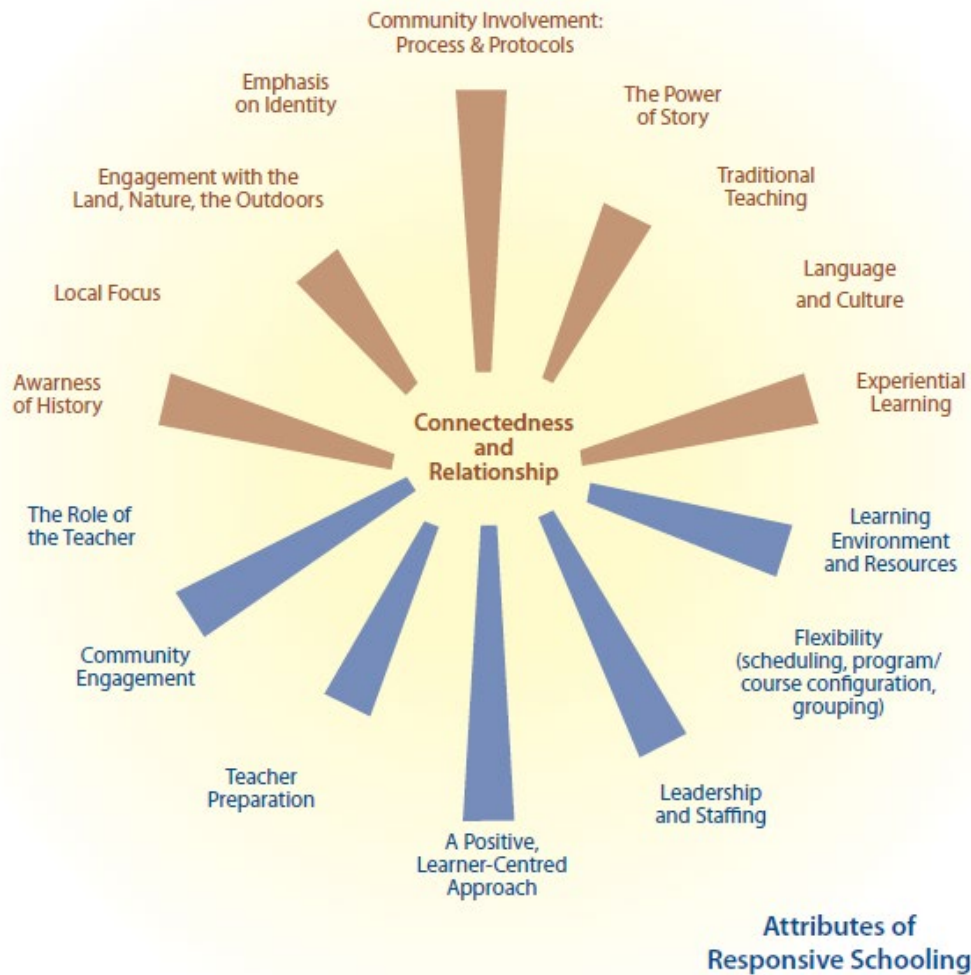 Community Involvement:
Process & Protocols
Emphasis
on Identity
The Power
of Story
Engagement with the
Land, Nature, the Outdoors
Traditional
Teaching
Local Focus
Language
and Culture
Awarness
of History
Experiential
Learning
Connectedness
and
Relationship
The Role of
the Teacher
Learning
Environment
and Resources
Community
Engagement
Flexibility
(scheduling, program/
course configuration,
grouping)
Teacher
Preparation
Leadership
and Staffing
A Positive,
Learner-Centred
Approach
Attributes of
Responsive Schooling